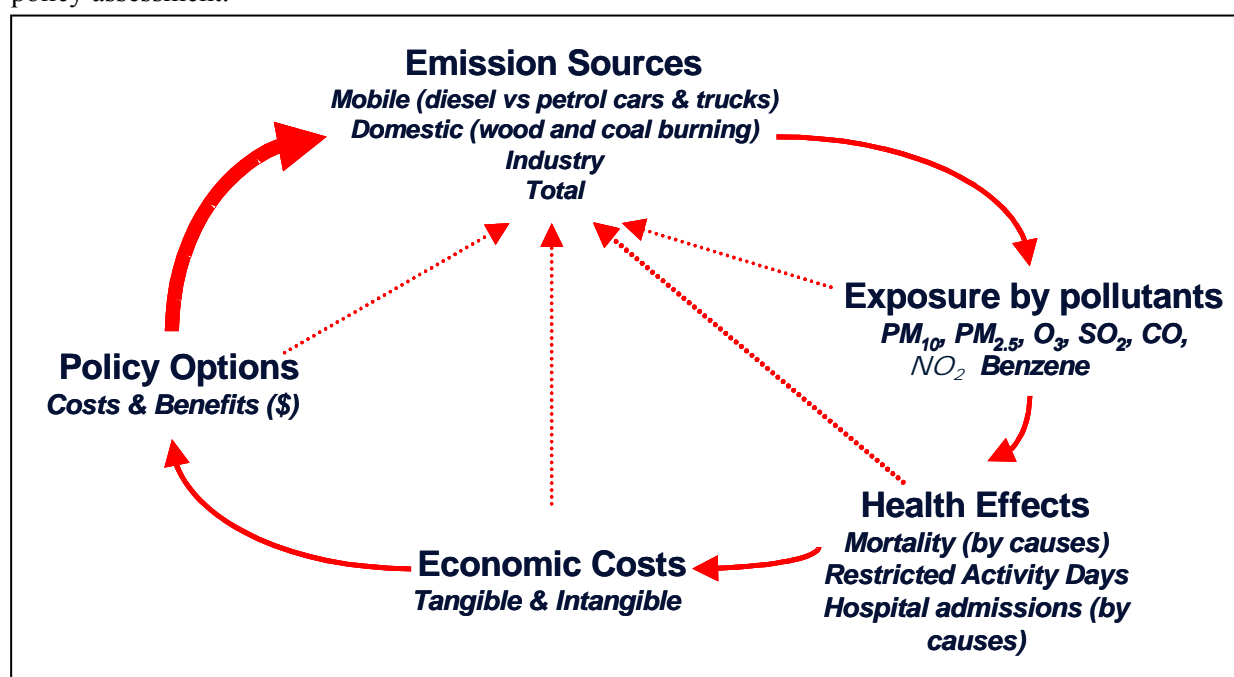 policy assessment.
Emission Sources
Mobile (diesel vs petrol cars & trucks)
Domestic (wood and coal burning)
Industry
Total
Exposure by pollutants
PM10, PM2.5, O3, SO2, CO,
NO2 Benzene
Health Effects
Mortality (by causes)
Restricted Activity Days
Hospital admissions (by
causes)
Economic Costs
Tangible & Intangible
Policy Options
Costs & Benefits ($)